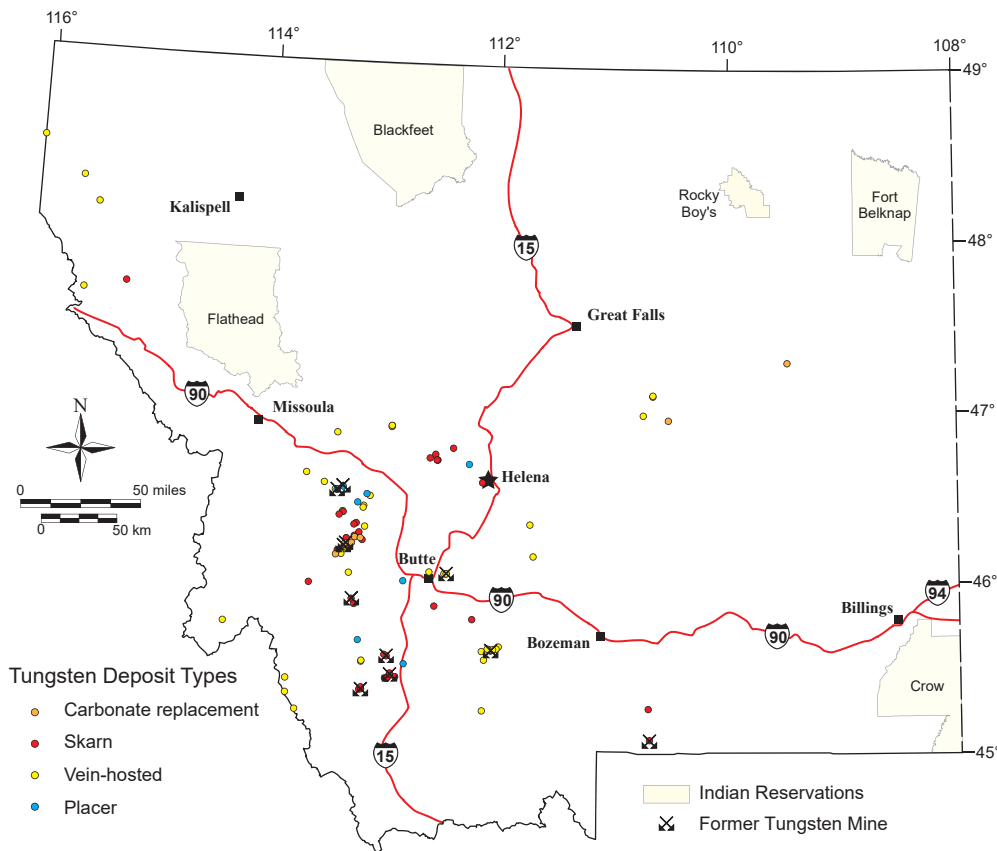 116°
114°
112°
110°
108°
49°
Blackfeet
Rocky
Boy's
Fort
Belknap
Kalispell
48°
15
Flathead
Great Falls
90
Missoula
47°
N
0 50 miles
0 50 km
Helena
Butte
46°
90
94
Billings
90
Bozeman
Crow
Tungsten Deposit Types
Carbonate replacement
Skarn
Vein-hosted
Placer
15
45°
Indian Reservations
Former Tungsten Mine